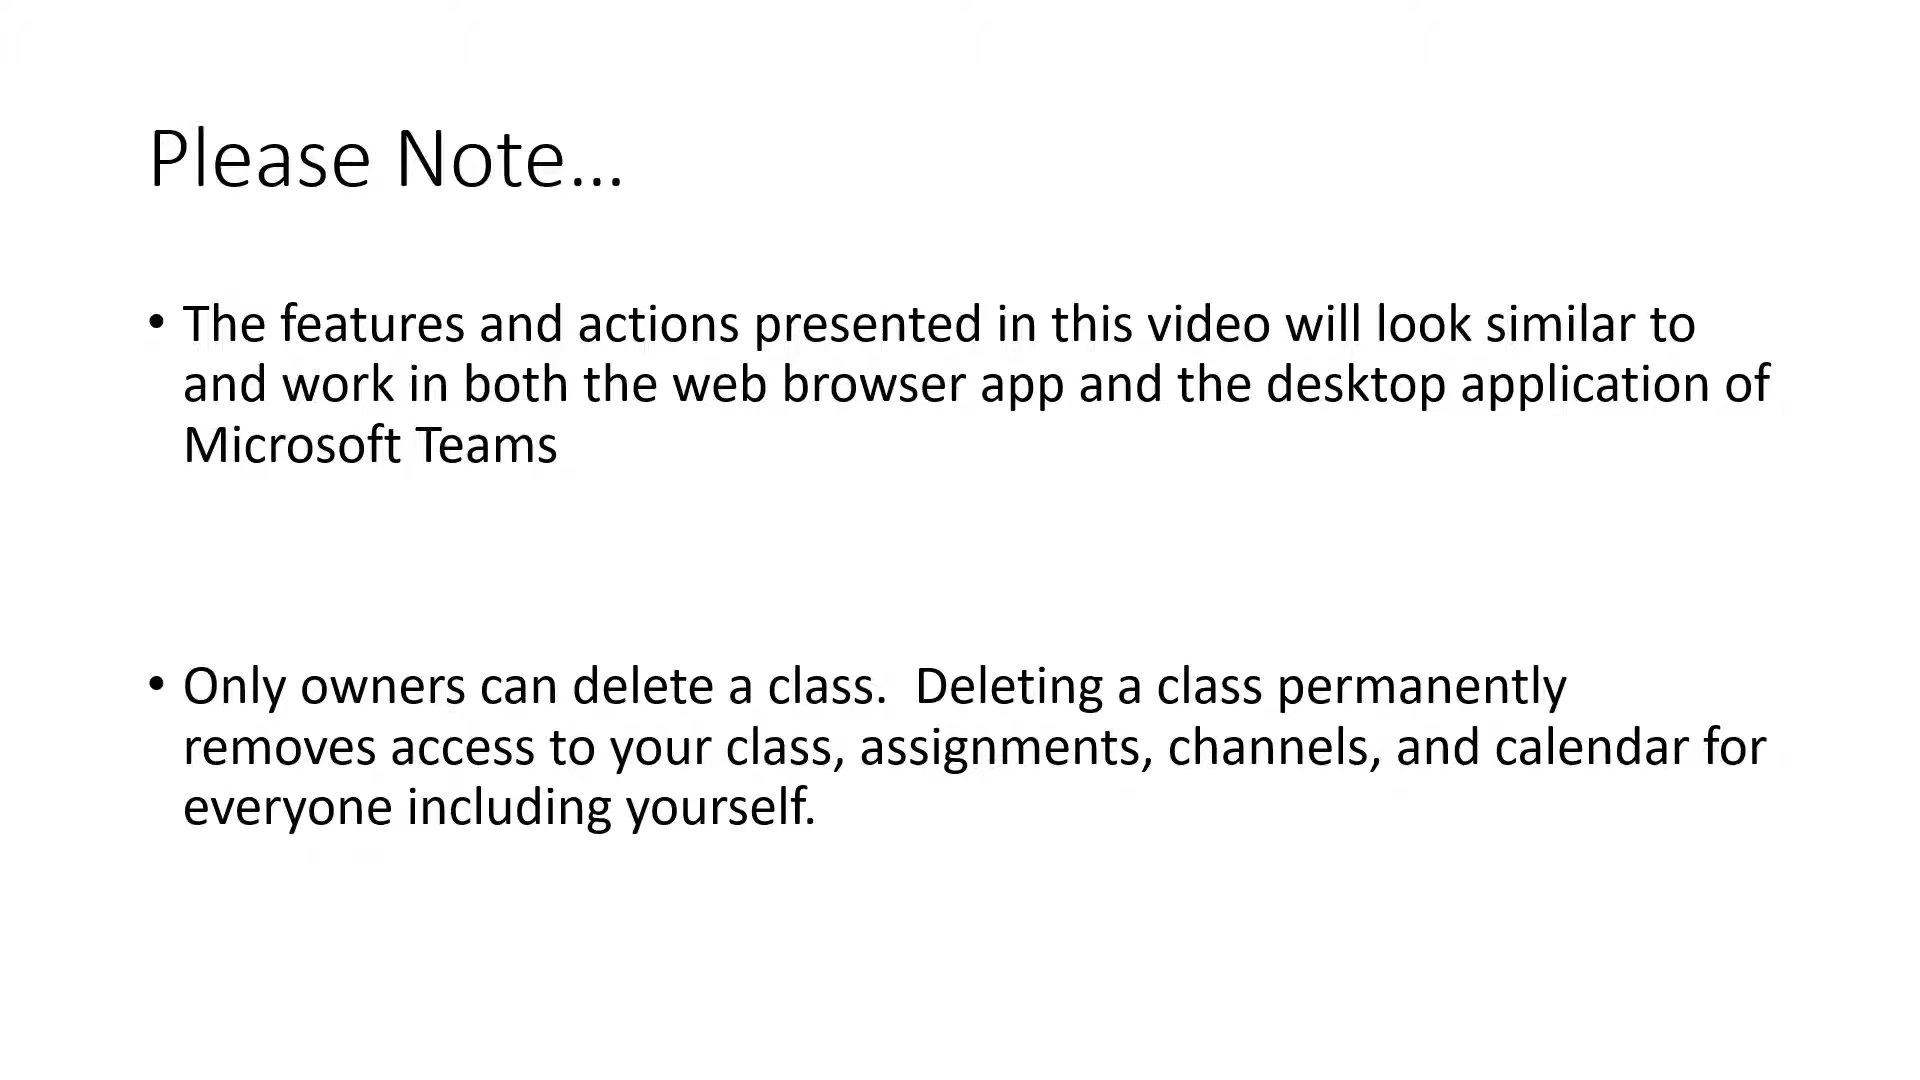 Please Note...
• The features and actions presented in this video will look similar to
and work in both the web browser app and the desktop application of
Microsoft Teams
• Only owners can delete a class.  Deleting a class permanently
removes access to your class, assignments, channels, and calendar for
everyone including yourself.